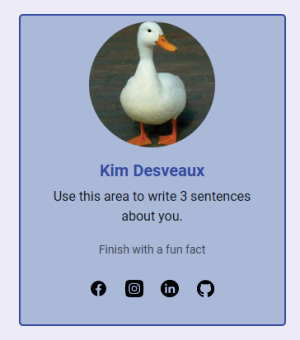 Kim Desveaux
Use this area to write 3 sentences
about you.
Finish with a fun fact